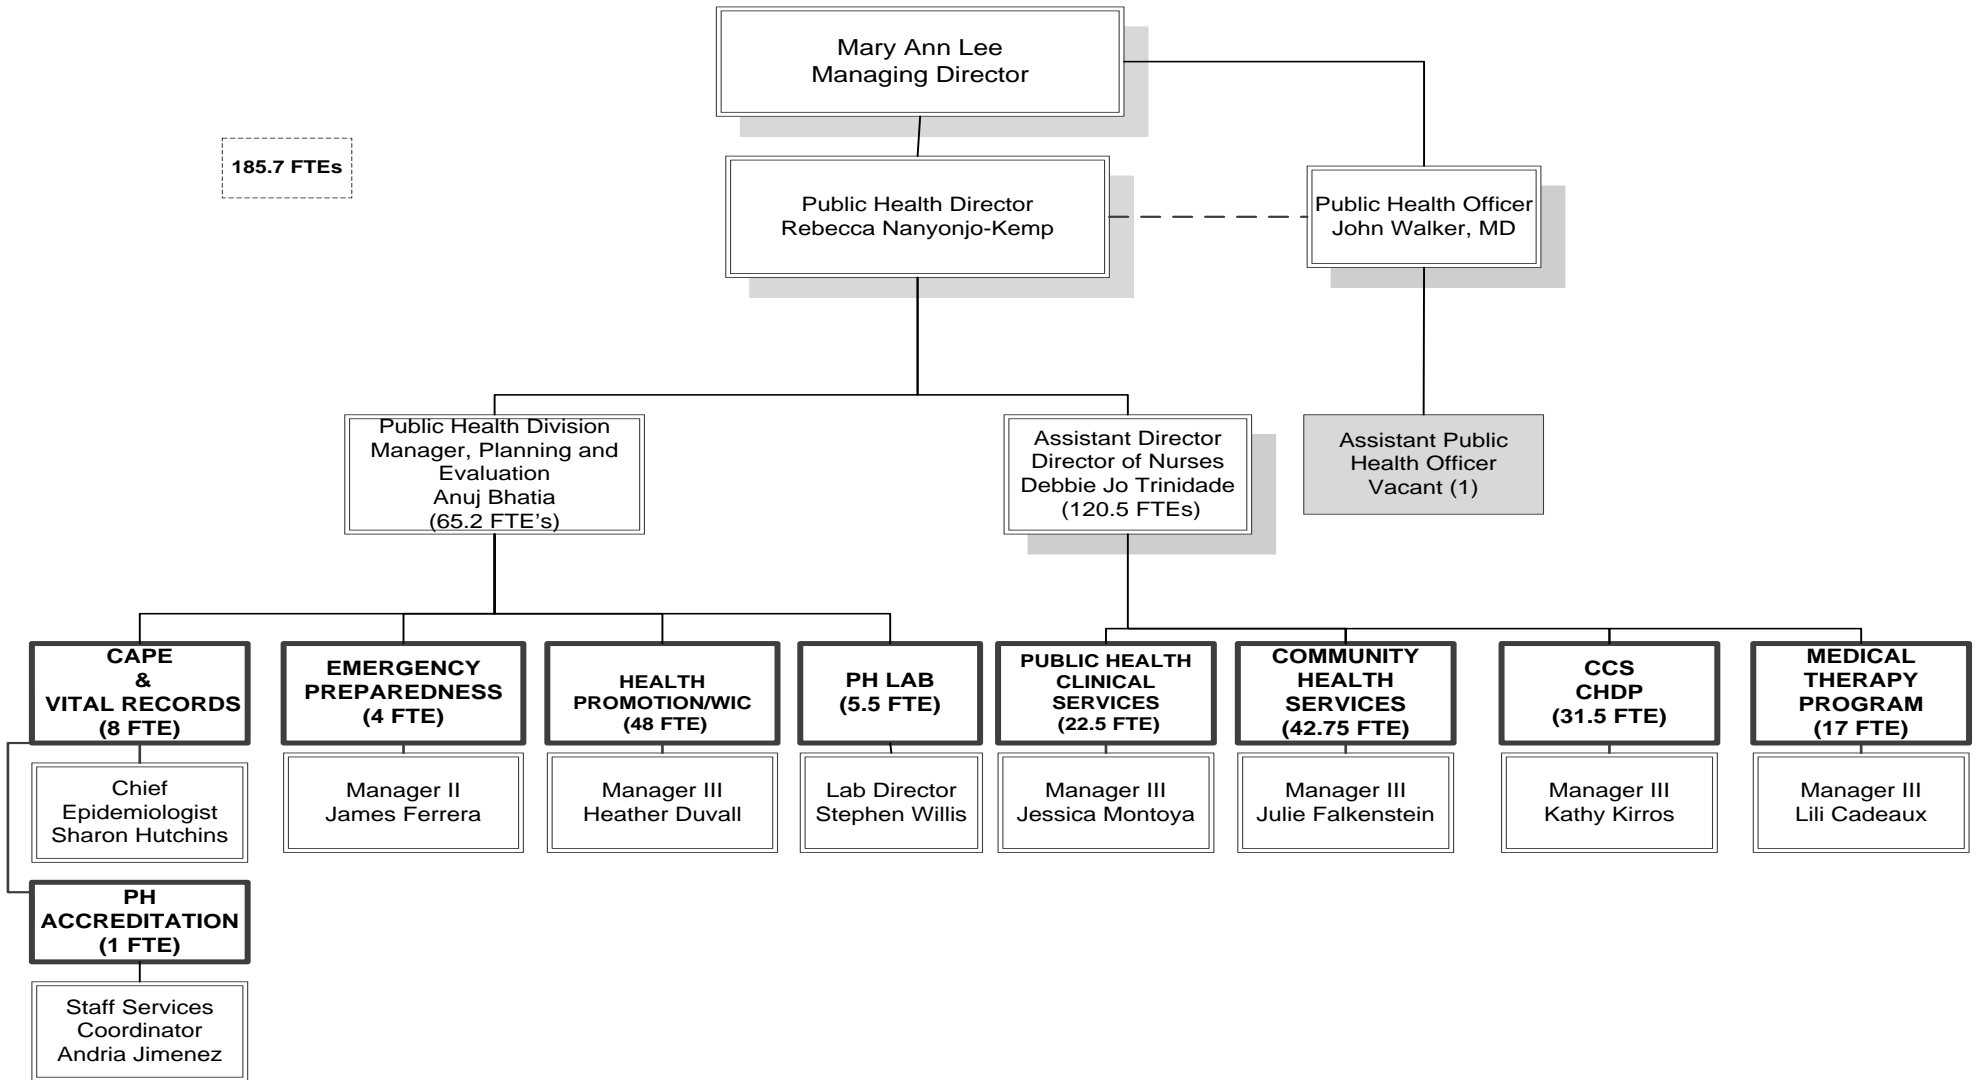 Mary Ann Lee
Managing Director
185.7 FTEs
Public Health Director
Rebecca Nanyonjo-Kemp
Public Health Officer
John Walker, MD
Public Health Division
Manager, Planning and
Evaluation
Anuj Bhatia
(65.2 FTE’s)
Assistant Director
Director of Nurses
Debbie Jo Trinidade
(120.5 FTEs)
Assistant Public
Health Officer
Vacant (1)
CAPE
&
VITAL RECORDS
(8 FTE)
EMERGENCY
PREPAREDNESS
(4 FTE)
HEALTH
PROMOTION/WIC
(48 FTE)
PH LAB
(5.5 FTE)
PUBLIC HEALTH
CLINICAL
SERVICES
(22.5 FTE)
COMMUNITY
HEALTH
SERVICES
(42.75 FTE)
CCS
CHDP
(31.5 FTE)
MEDICAL
THERAPY
PROGRAM
(17 FTE)
Chief
Epidemiologist
Sharon Hutchins
Manager II
James Ferrera
Manager III
Heather Duvall
Lab Director
Stephen Willis
Manager III
Jessica Montoya
Manager III
Julie Falkenstein
Manager III
Kathy Kirros
Manager III
Lili Cadeaux
PH
ACCREDITATION
(1 FTE)
Staff Services
Coordinator
Andria Jimenez